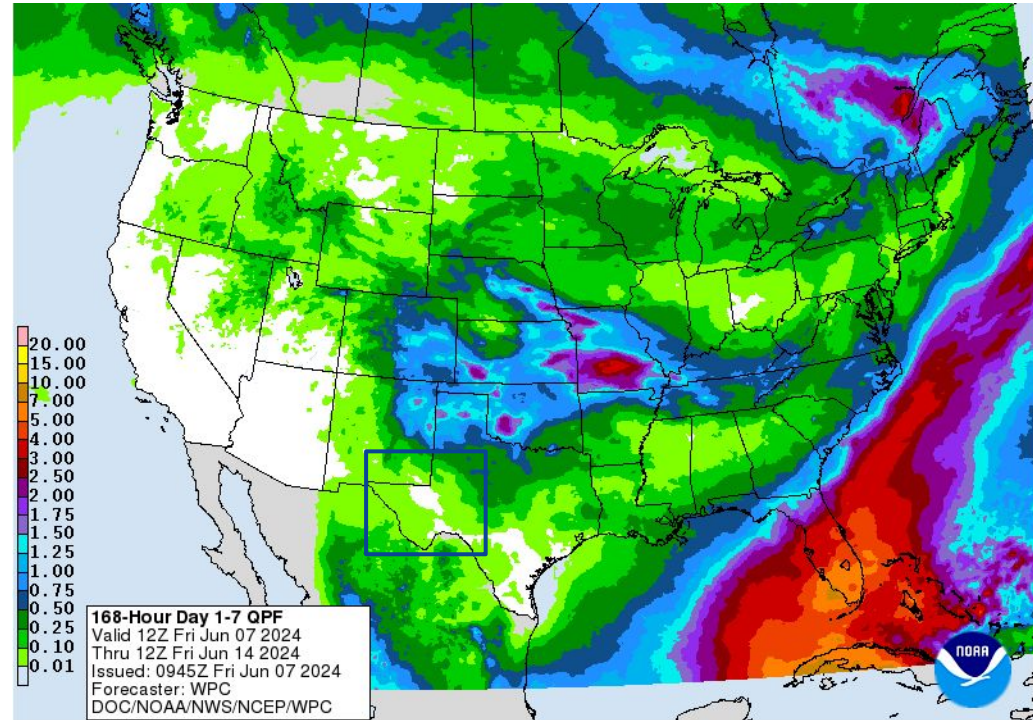 20.00
15.00
10.00
7.00
5.00
4.00
3.00
2.50
2.00
1.75
1.50
1.25
1.00
0.75
0.50
0.25
0.10
0.01
168-Hour Day 1-7 QPF
Valid 12Z Fri Jun 07 2024
Thru 12Z Fri Jun 14 2024
Issued: 0945Z Fri Jun 07 2024
Forecaster: WPC
DOC/NOAA/NWS/NCEP/WPC
NOAA